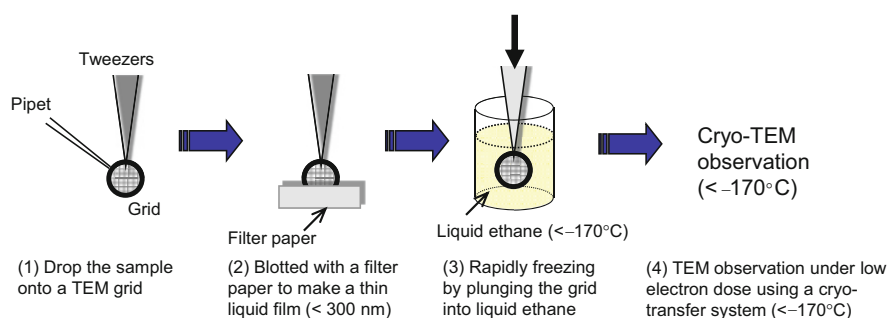 Tweezers
Pipet
Grid
Filter paper
Liquid ethane (<–170°C)
Cryo-TEM
observation
(< –170°C)
(1) Drop the sample
onto a TEM grid
(2) Blotted with a filter
paper to make a thin
liquid film (< 300 nm)
(3) Rapidly freezing
by plunging the grid
into liquid ethane
(4) TEM observation under low
electron dose using a cryo-
transfer system (<–170°C)